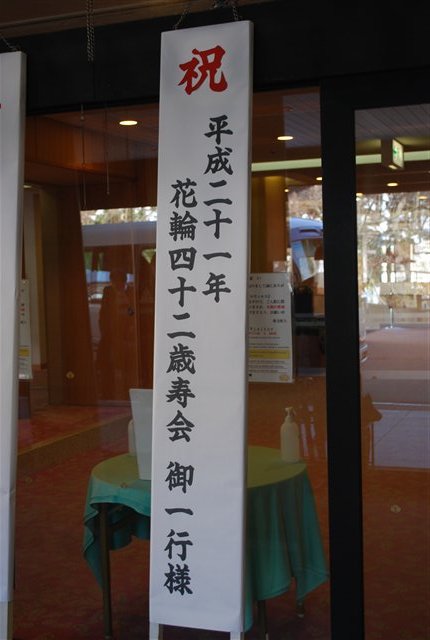 祝
平成二十一年
花輪四十二歳寿会 御一行様